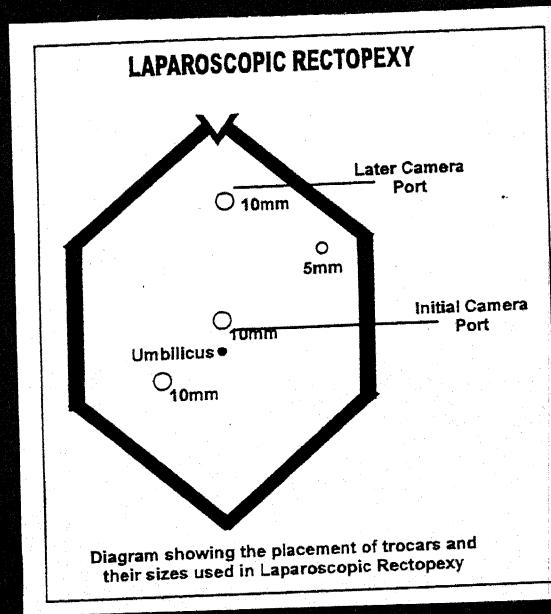 LAPAROSCOPIC RECTOPEXY
Later Camera
Port
10mm
5mm
Initial Camera
Port
10mm
Umbilicus
10mm
Diagram showing the placement of trocars and
their sizes used in Laparoscopic Rectopexy